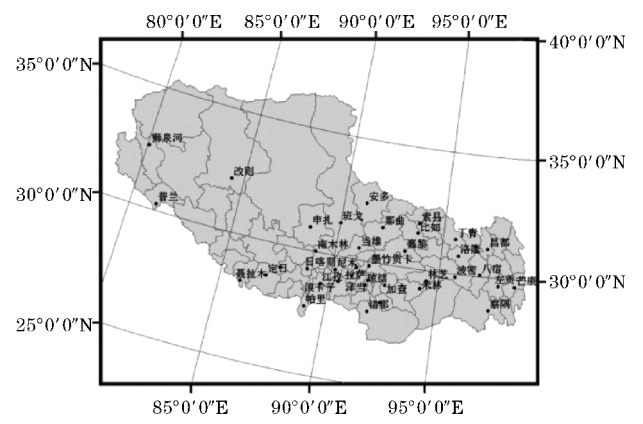 80°0′0″E 85°0′0″E 90°0′0″E 95°0′0″E
40°0′0″N
35°0′0″N
35°0′0″N
30°0′0″N
30°0′0″N
25°0′0″N
85°0′0″E 90°0′0″E 95°0′0″E
狮泉河
改则
普兰
安多
申扎 班戈 那曲 索县
比如
丁青
昌都
南木林 当雄 嘉黎 洛隆
日喀则 尼木 墨竹贡卡
聂拉木 定日
江孜 拉萨
林芝 波密 八宿
左贡 芒康
浪卡子 泽当 琼结 加查 米林
帕里 错那 察隅